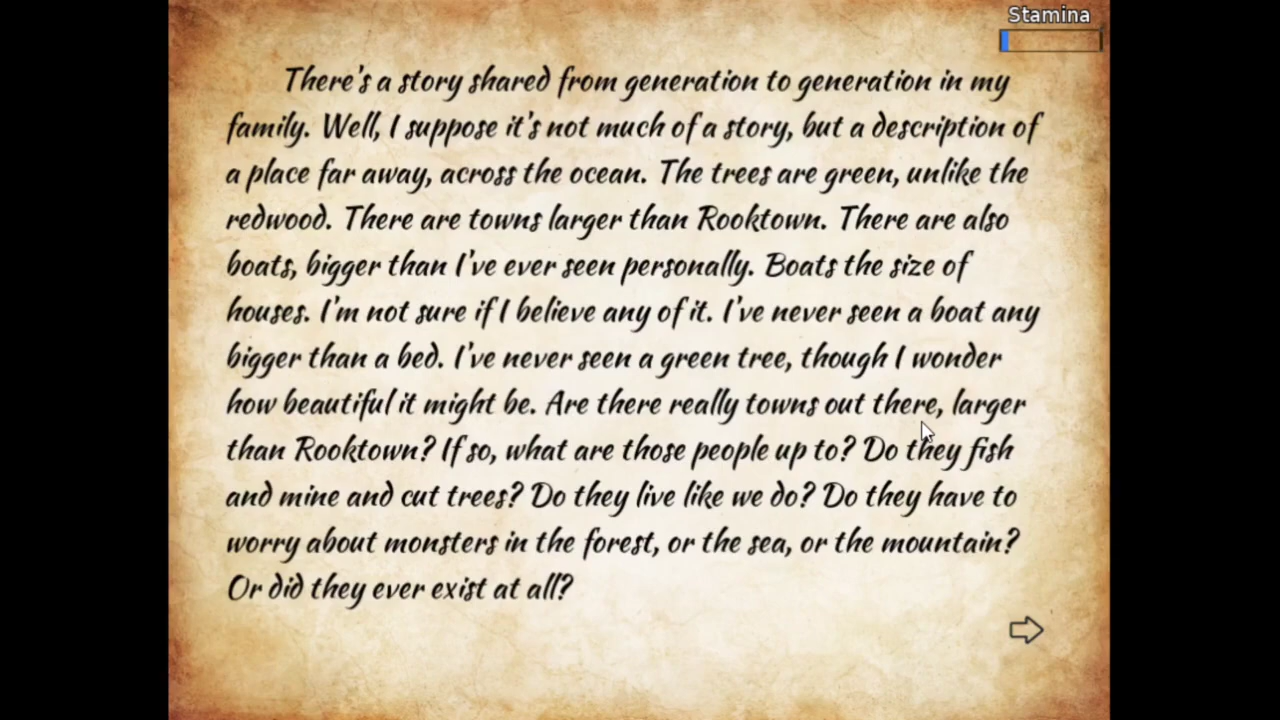 Stamina
There's a story shared from generation to generation in my
family. Well, I suppose it's not much of a story, but a description of
a place far away, across the ocean. The trees are green, unlike the
redwood. There are towns larger than Rooktown. There are also
boats, bigger than I've ever seen personally. Boats the size of
houses. I'm not sure if I believe any of it. I've never seen a boat any
bigger than a bed. I've never seen a green tree, though I wonder
how beautiful it might be. Are there really towns out there, larger
than Rooktown? If so, what are those people up to? Do they fish
and mine and cut trees? Do they live like we do? Do they have to
worry about monsters in the forest, or the sea, or the mountain?
Or did they ever exist at all?